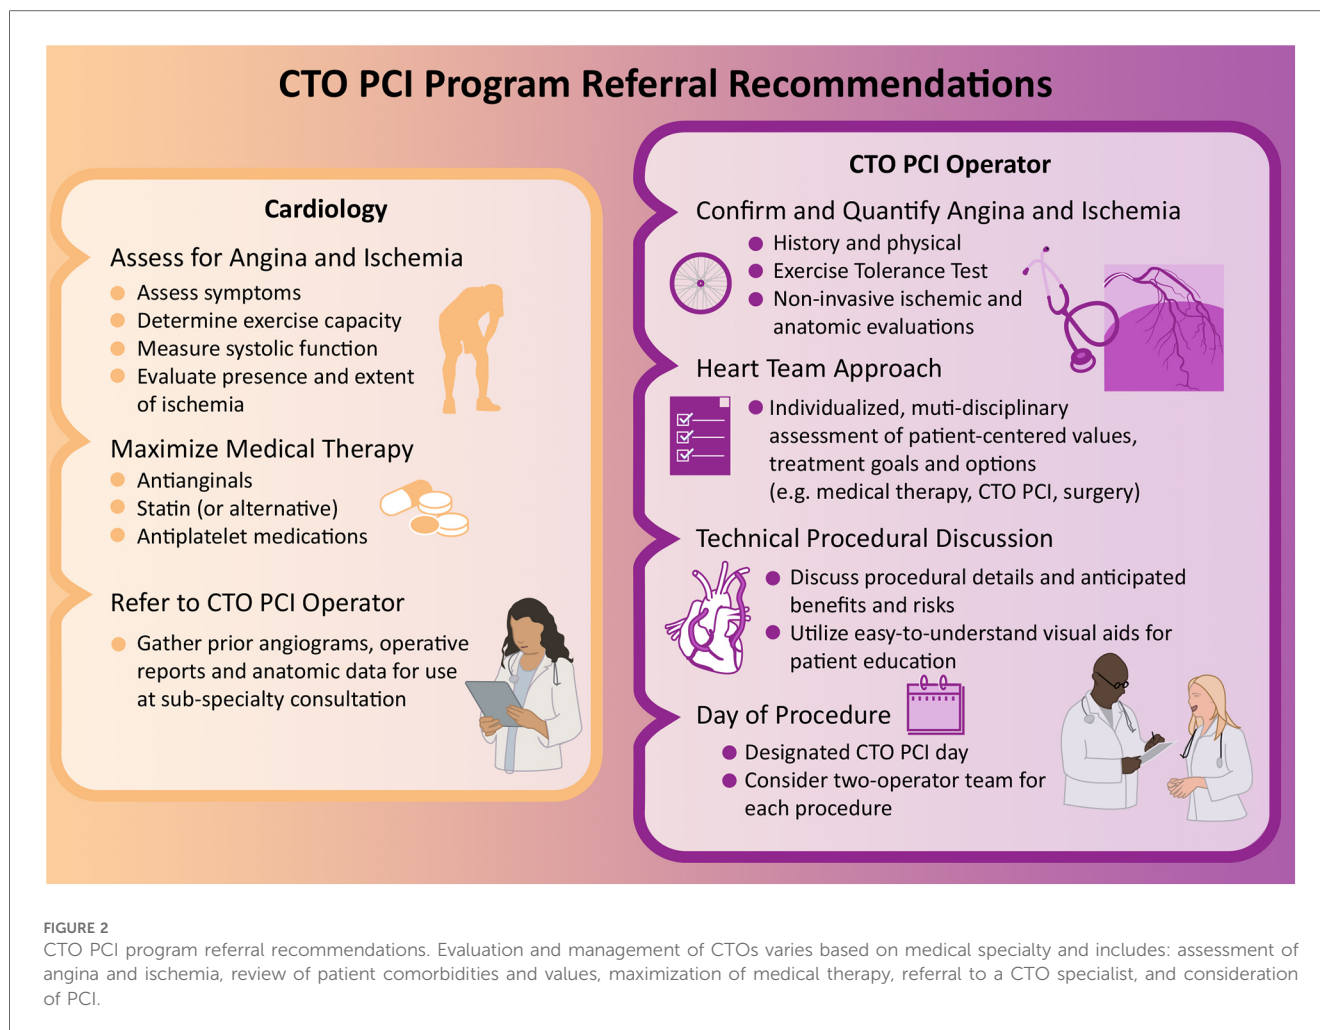 CTO PCI Program Referral Recommendations
Cardiology
Assess for Angina and Ischemia
Assess symptoms
Determine exercise capacity
Measure systolic function
Evaluate presence and extent
of ischemia
Maximize Medical Therapy
Antianginals
Statin (or alternative)
Antiplatelet medications
Refer to CTO PCI Operator
Gather prior angiograms, operative
reports and anatomic data for use
at sub-specialty consultation
CTO PCI Operator
Confirm and Quantify Angina and Ischemia
History and physical
Exercise Tolerance Test
Non-invasive ischemic and
anatomic evaluations
Heart Team Approach
Individualized, muti-disciplinary
assessment of patient-centered values,
treatment goals and options
(e.g. medical therapy, CTO PCI, surgery)
Technical Procedural Discussion
Discuss procedural details and anticipated
benefits and risks
Utilize easy-to-understand visual aids for
patient education
Day of Procedure
Designated CTO PCI day
Consider two-operator team for
each procedure
FIGURE 2
CTO PCI program referral recommendations. Evaluation and management of CTOs varies based on medical specialty and includes: assessment of
angina and ischemia, review of patient comorbidities and values, maximization of medical therapy, referral to a CTO specialist, and consideration
of PCI.